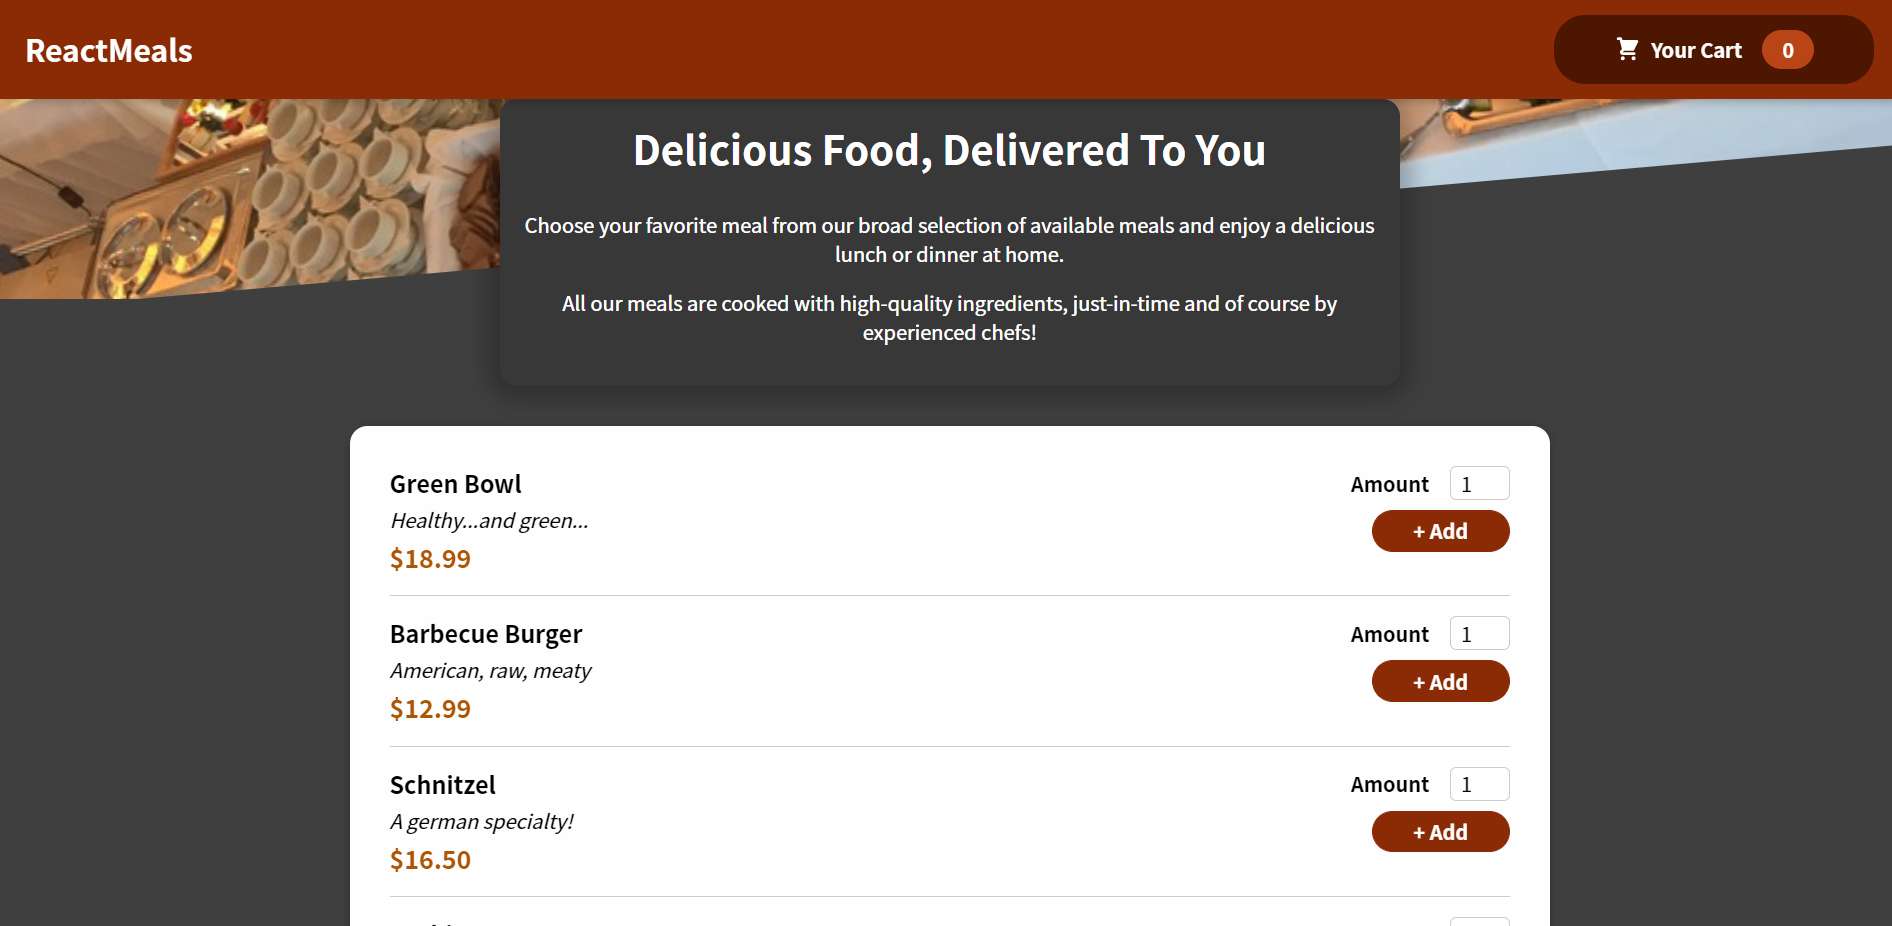 ReactMeals
Your Cart 0
Delicious Food, Delivered To You
Choose your favorite meal from our broad selection of available meals and enjoy a delicious
lunch or dinner at home.
All our meals are cooked with high-quality ingredients, just-in-time and of course by
experienced chefs!
Green Bowl
Amount 1
Healthy...and green...
+ Add
$18.99
Barbecue Burger
Amount 1
American, raw, meaty
+ Add
$12.99
Schnitzel
Amount 1
A german specialty!
+ Add
$16.50